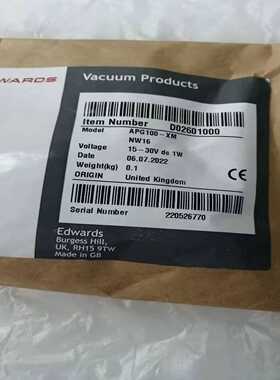 WARDS
Vacuum Products
Item Number D02601000
Model APG100-XM
NW16
Voltage 15-30V dc 1W
Date 06.07.2022
Weight(kg) 0.1
ORIGIN United Kingdom
CE
Serial Number 220526770
Edwards
Burgess Hill,
UK, RH15 9TW
Made in GB